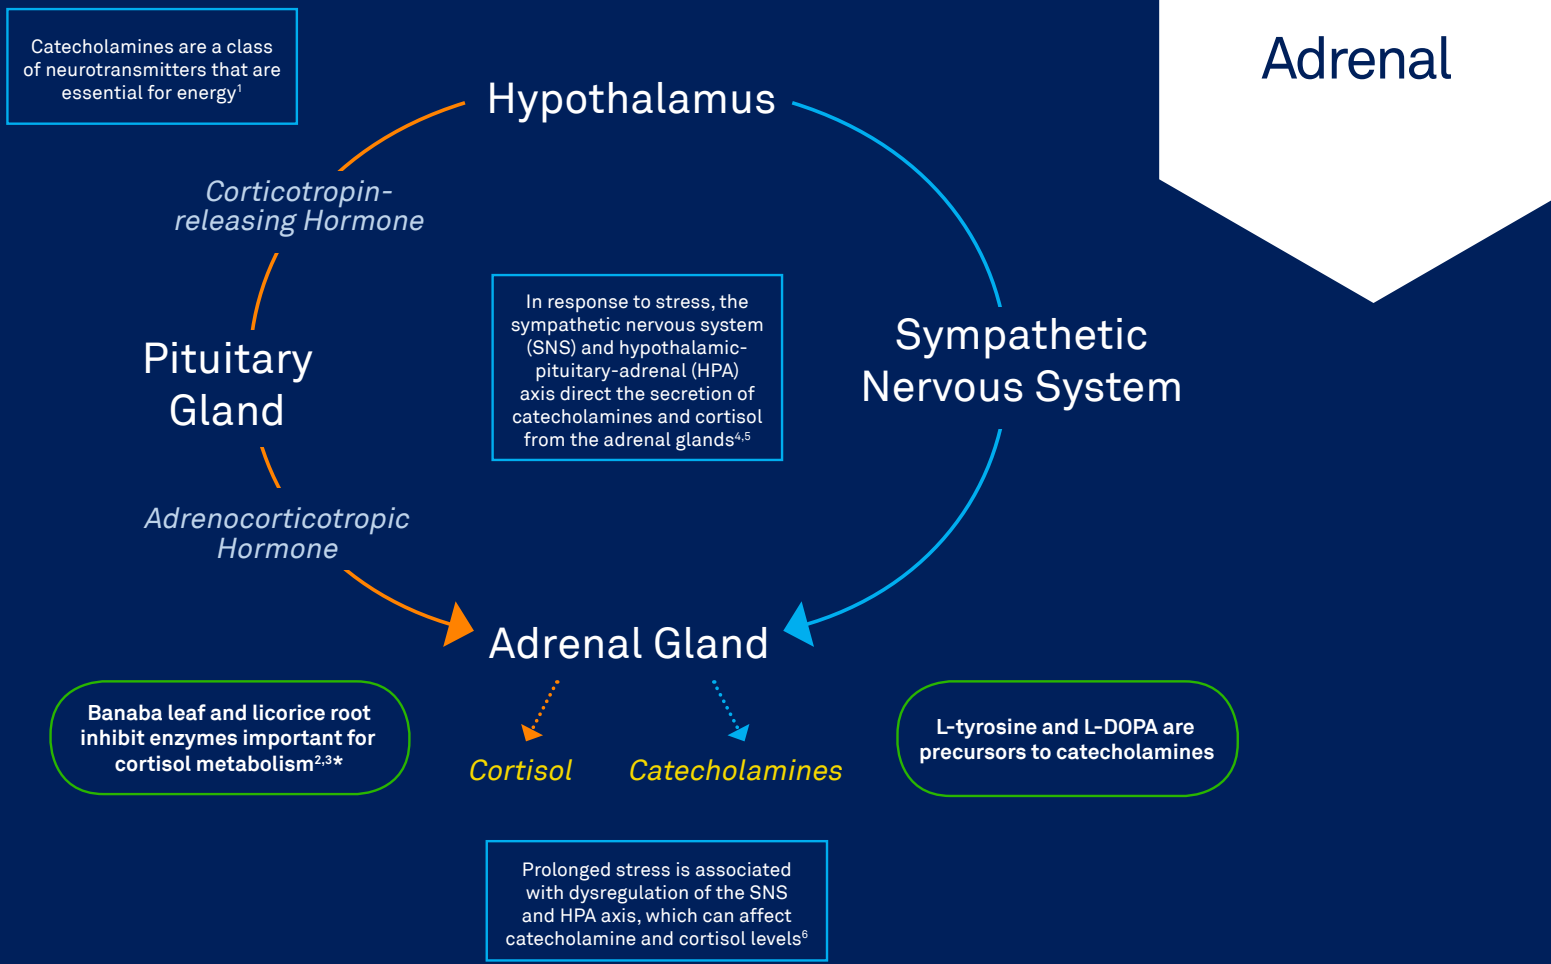 Adrenal
Catecholamines are a class
of neurotransmitters that are
essential for energy¹
Hypothalamus
Corticotropin-
releasing Hormone
In response to stress, the
sympathetic nervous system
(SNS) and hypothalamic-
pituitary-adrenal (HPA)
axis direct the secretion of
catecholamines and cortisol
from the adrenal glands⁴,⁵
Pituitary
Gland
Sympathetic
Nervous System
Adrenocorticotropic
Hormone
Adrenal Gland
Banaba leaf and licorice root
inhibit enzymes important for
cortisol metabolism²,³*
Cortisol
Catecholamines
L-tyrosine and L-DOPA are
precursors to catecholamines
Prolonged stress is associated
with dysregulation of the SNS
and HPA axis, which can affect
catecholamine and cortisol levels⁶